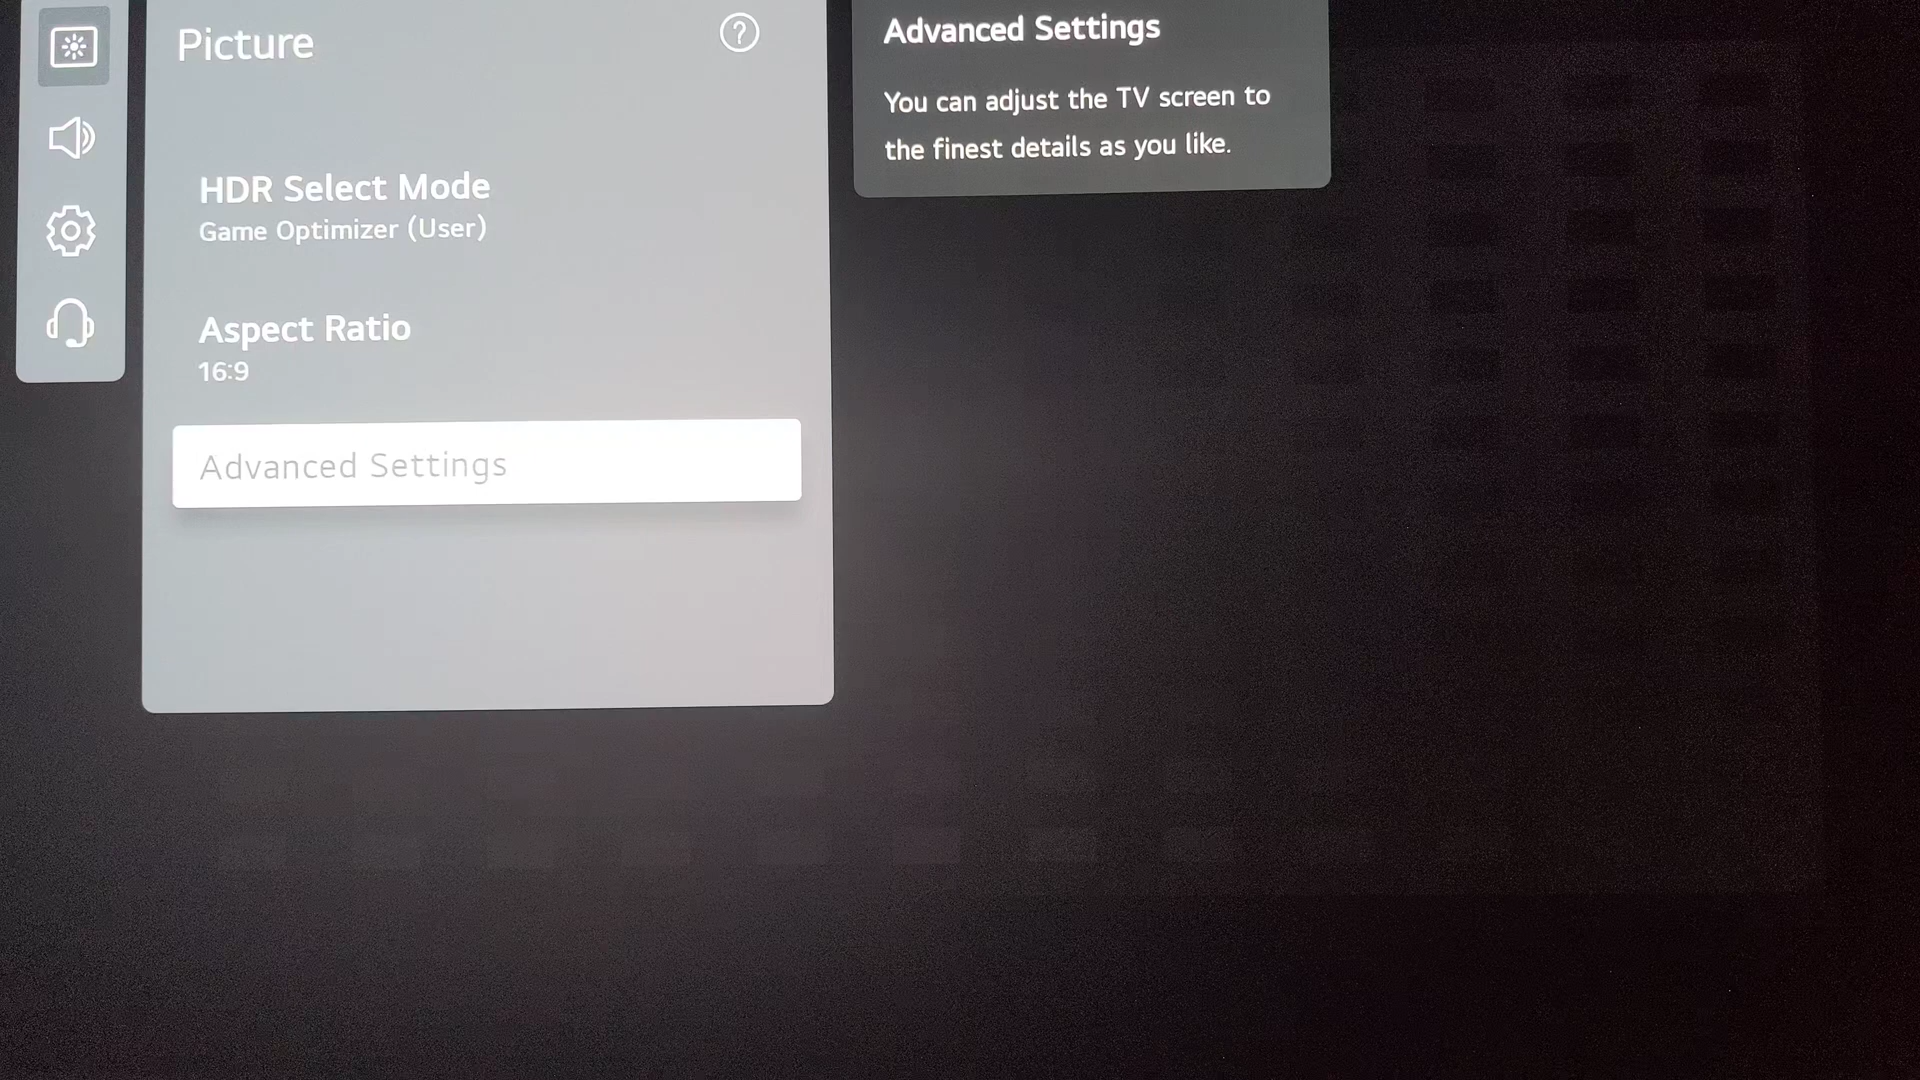 Picture
?
HDR Select Mode
Game Optimizer (User)
Aspect Ratio
16:9
Advanced Settings
Advanced Settings
You can adjust the TV screen to
the finest details as you like.